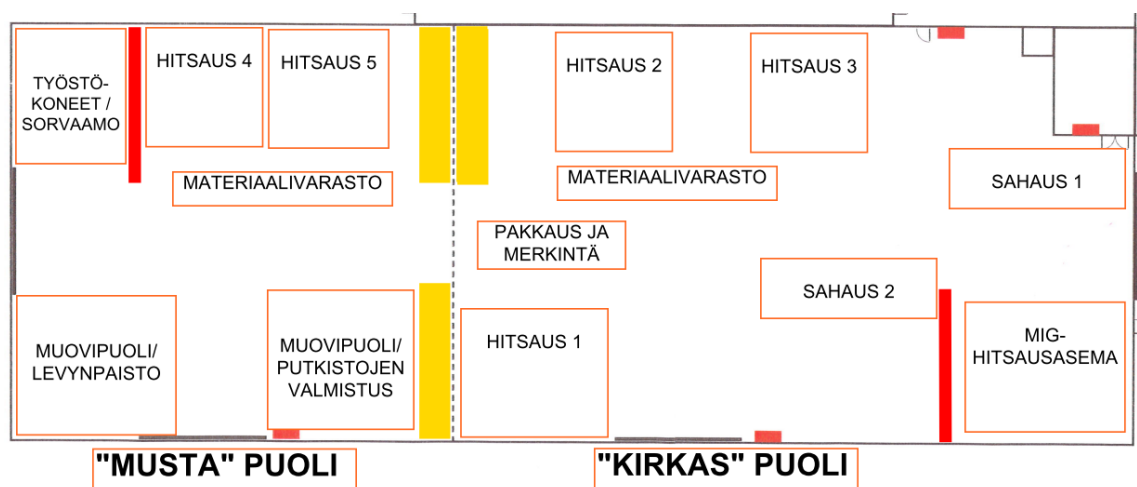 TYÖSTÖ-
KONEET /
SORVAAMO
HITSAUS 4
HITSAUS 5
HITSAUS 2
HITSAUS 3
MATERIAALIVARASTO
MATERIAALIVARASTO
SAHAUS 1
PAKKAUS JA
MERKINTÄ
SAHAUS 2
MUOVIPUOLI/
LEVYNPAISTO
MUOVIPUOLI/
PUTKISTOJEN
VALMISTUS
HITSAUS 1
MIG-
HITSAUSASEMA
"MUSTA" PUOLI
"KIRKAS" PUOLI